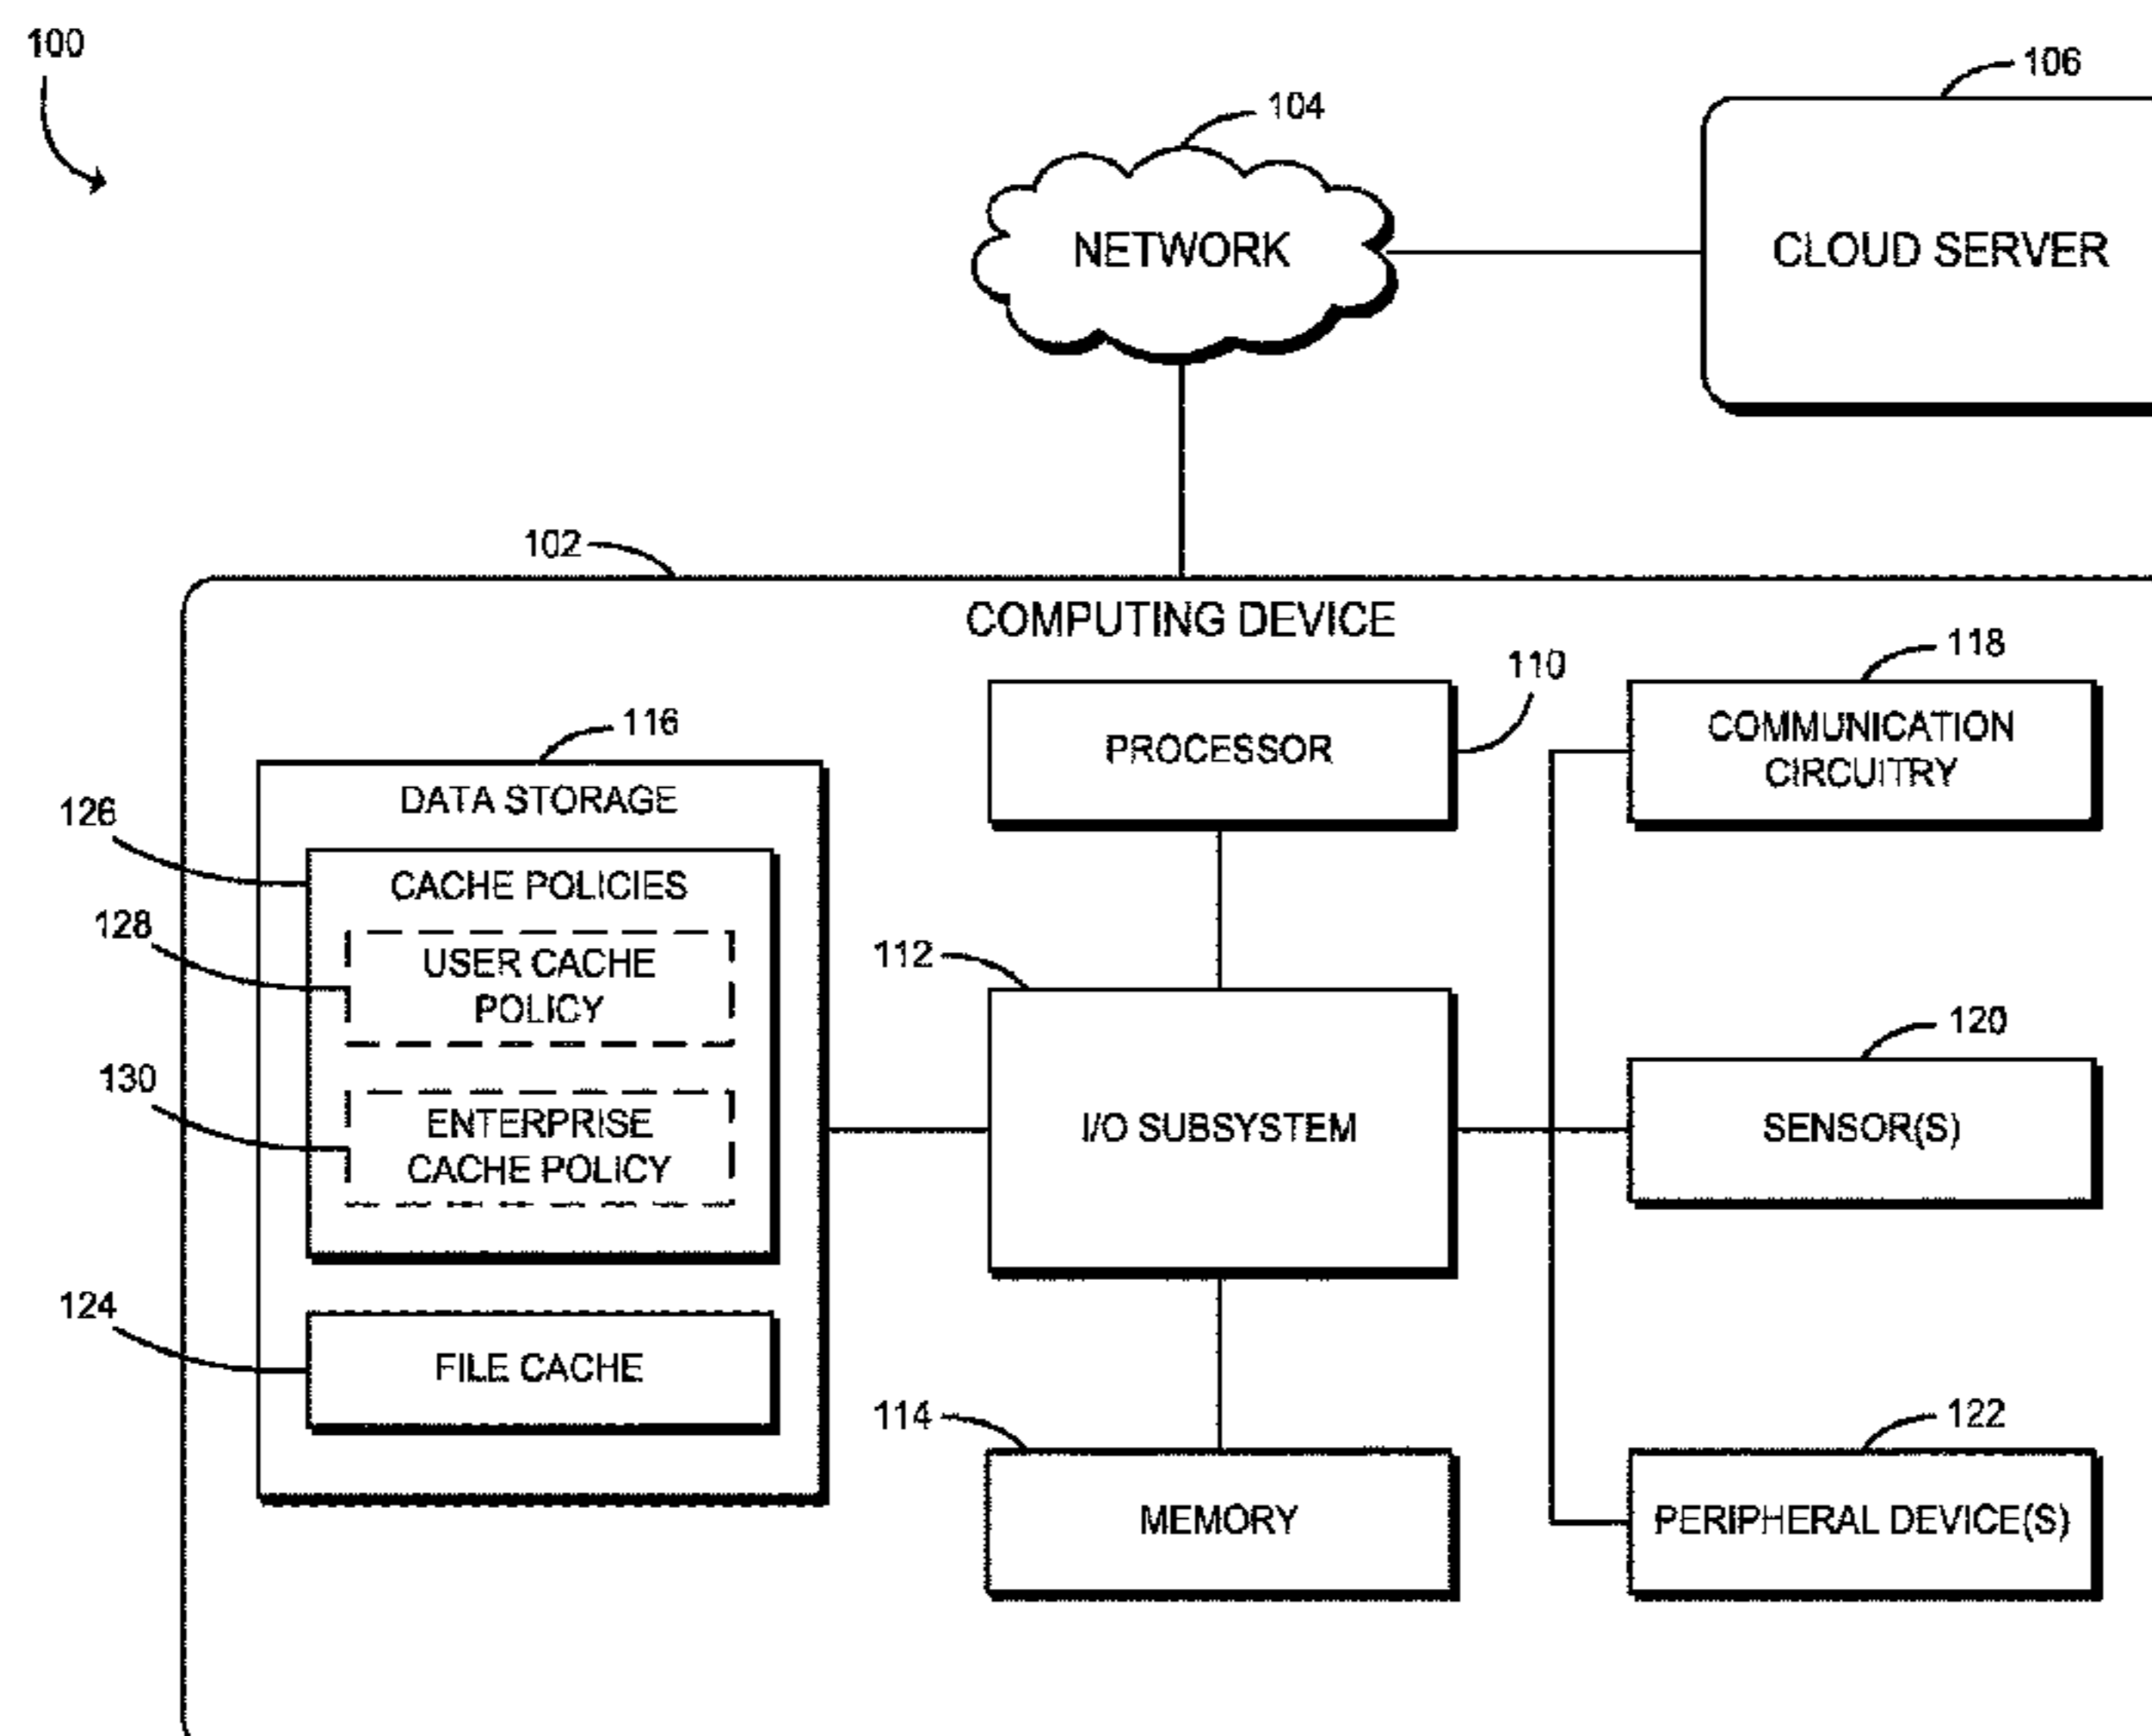 100
106
104
NETWORK
CLOUD SERVER
102
COMPUTING DEVICE
110
118
116
PROCESSOR
COMMUNICATION
CIRCUITRY
DATA STORAGE
126
CACHE POLICIES
128
USER CACHE
POLICY
112
120
130
ENTERPRISE
CACHE POLICY
I/O SUBSYSTEM
SENSOR(S)
124
FILE CACHE
114
122
MEMORY
PERIPHERAL DEVICE(S)